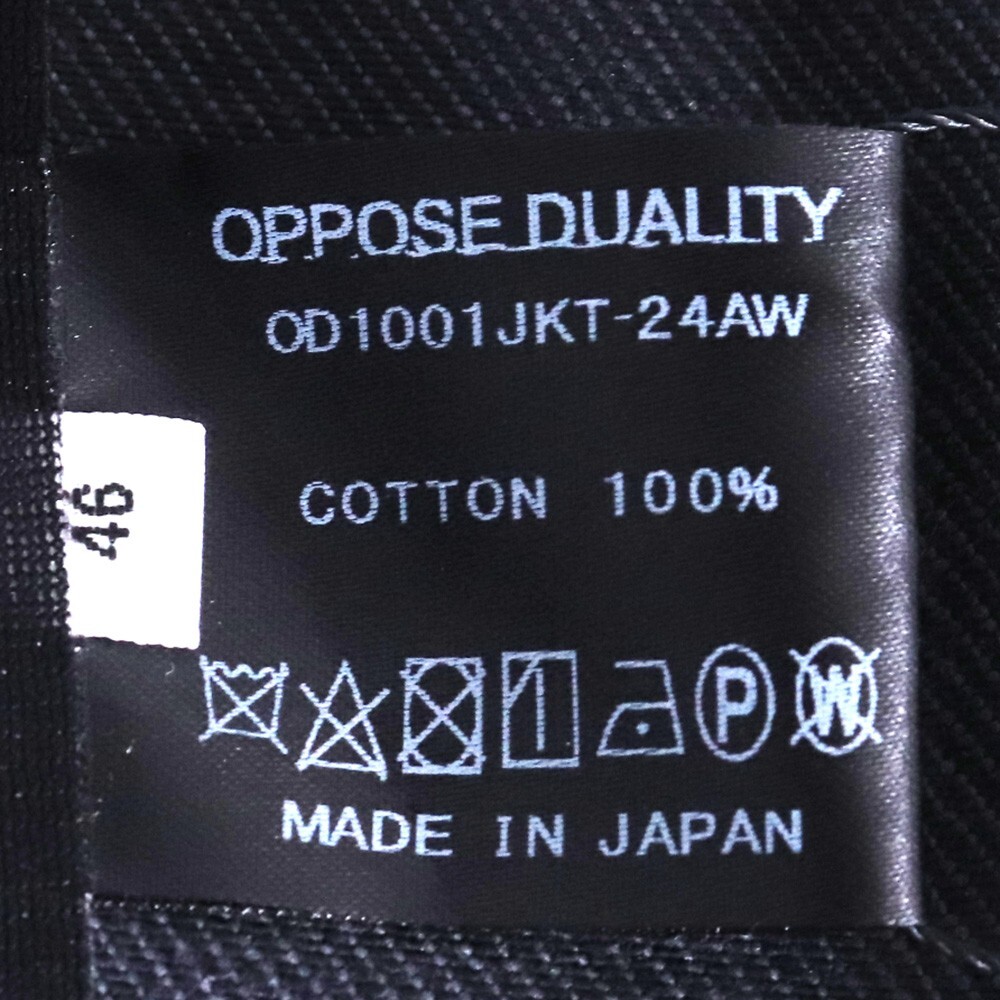 OPPOSE DUALITY
OD1001JKT-24AW
46
COTTON 100%
P W
MADE IN JAPAN